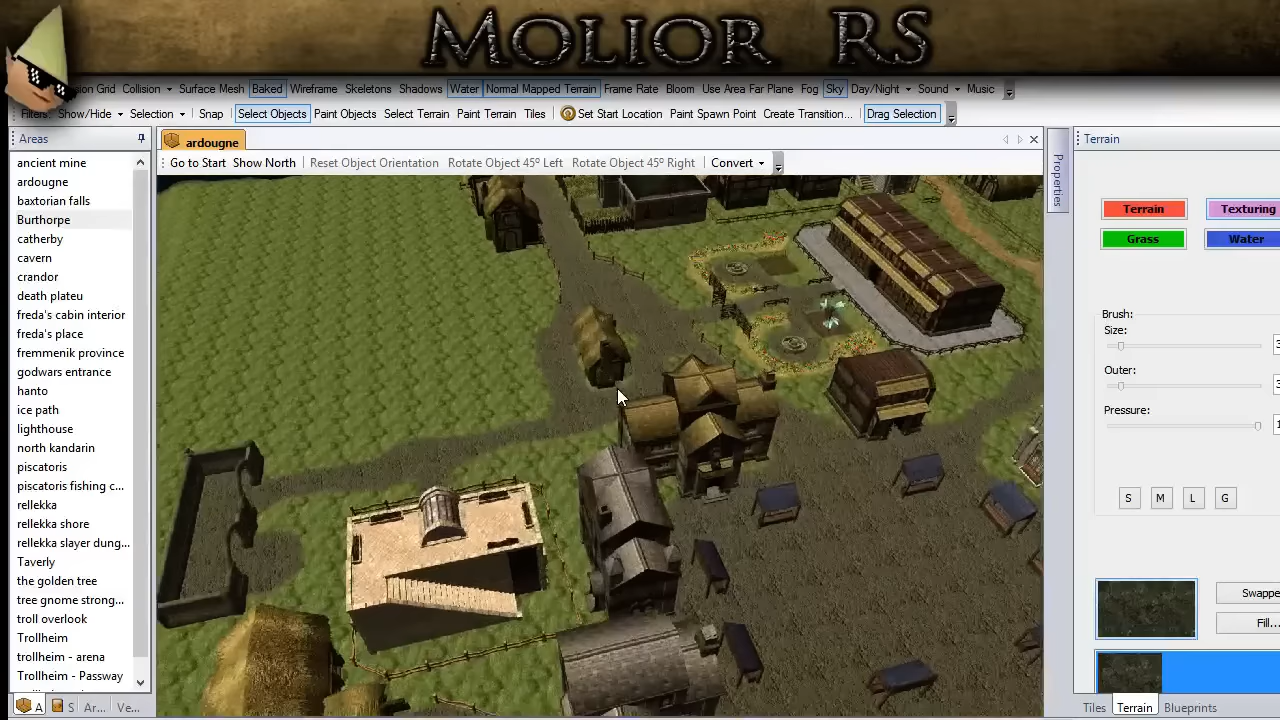 MOLIOR RS
ion Grid Collision Surface Mesh Baked Wireframe Skeletons Shadows Water Normal Mapped Terrain Frame Rate Bloom Use Area Far Plane Fog Sky Day/Night Sound Music
Filters: Show/Hide Selection Snap Select Objects Paint Objects Select Terrain Paint Terrain Tiles Set Start Location Paint Spawn Point Create Transition... Drag Selection
Areas
ardougne
Properties
Terrain
Go to Start Show North Reset Object Orientation Rotate Object 45º Left Rotate Object 45º Right Convert
ancient mine
ardougne
baxtorian falls
Burthorpe
catherby
cavern
crandor
death plateu
freda's cabin interior
freda's place
fremmenik province
godwars entrance
hanto
ice path
lighthouse
north kandarin
piscatoris
piscatoris fishing c...
rellekka
rellekka shore
rellekka slayer dung...
Taverly
the golden tree
tree gnome strong...
troll overlook
Trollheim
trollheim - arena
Trollheim - Passway
A S Ar... Ve...
Terrain Texturing
Grass Water
Brush:
Size:
Outer:
Pressure:
S M L G
Swappe
Fill...
Tiles Terrain Blueprints